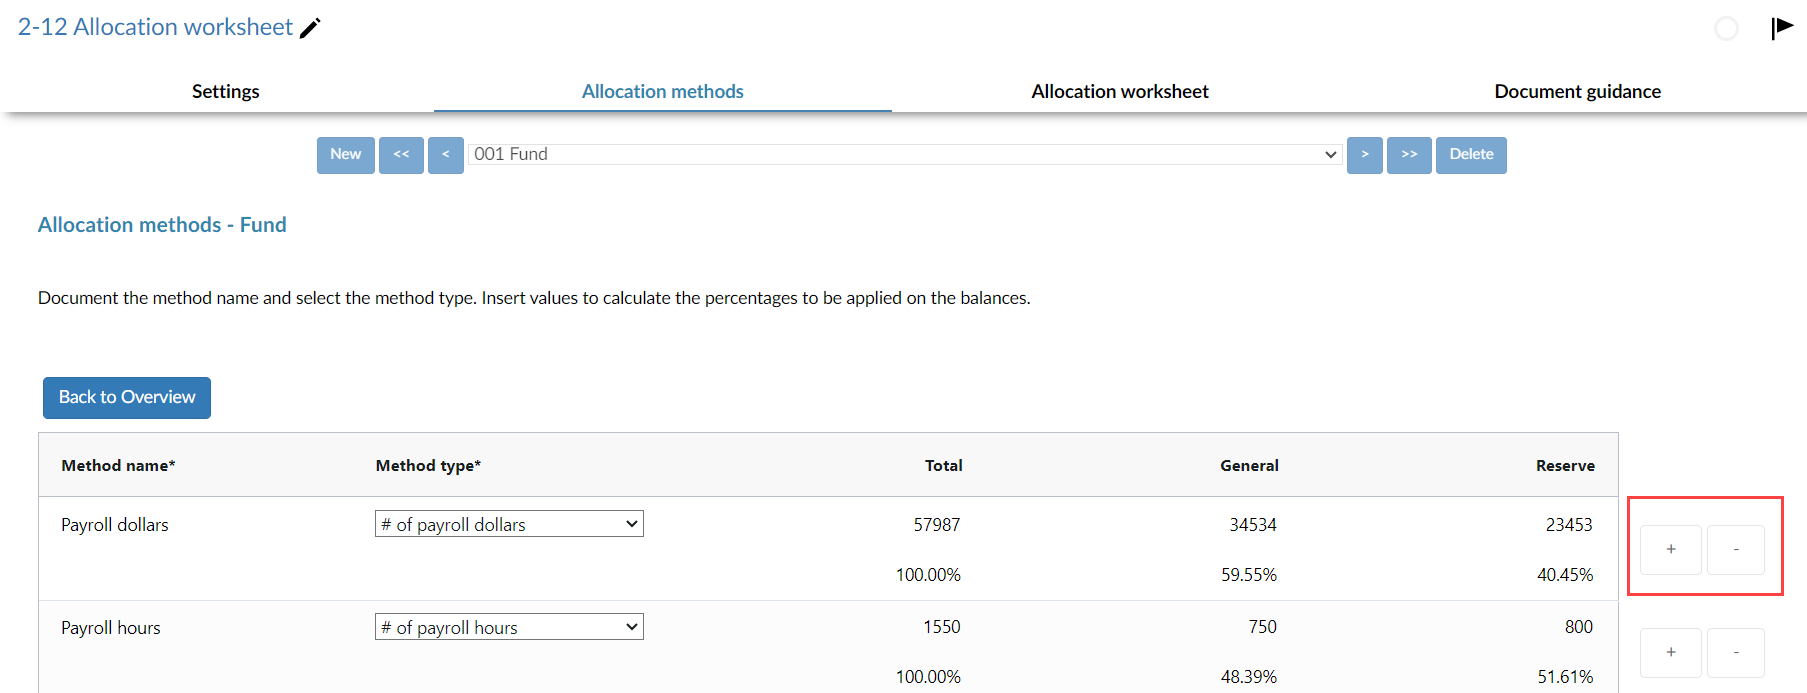 2-12 Allocation worksheet
Settings Allocation methods Allocation worksheet Document guidance
New << < 001 Fund > >> Delete
Allocation methods - Fund
Document the method name and select the method type. Insert values to calculate the percentages to be applied on the balances.
Back to Overview
Method name* Method type* Total General Reserve
Payroll dollars # of payroll dollars 57987 34534 23453
+ -
100.00% 59.55% 40.45%
Payroll hours # of payroll hours 1550 750 800
+ -
100.00% 48.39% 51.61%